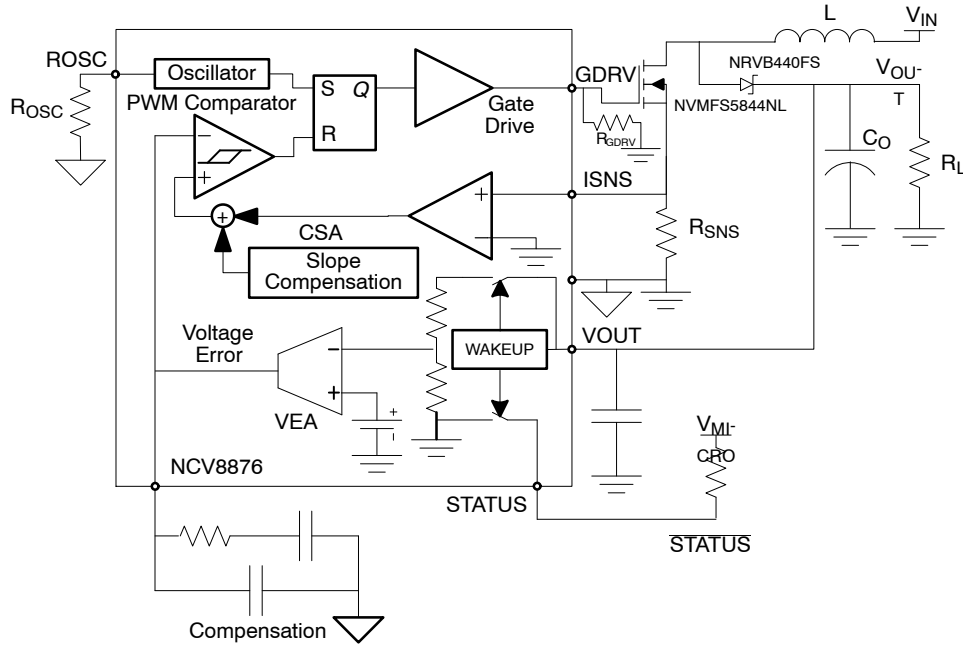 L
VIN
ROSC
Oscillator
GDRV
NRVB440FS
VOU-
T
PWM Comparator
S Q
R
ROSC
Gate
Drive
NVMFS5844NL
RGDRV
CO
RL
−
+
ISNS
+
−
+
CSA
RSNS
Slope
Compensation
Voltage
Error
WAKEUP
VOUT
−
+
VEA
+
−
VMI-
CRO
NCV8876
STATUS
STATUS
Compensation